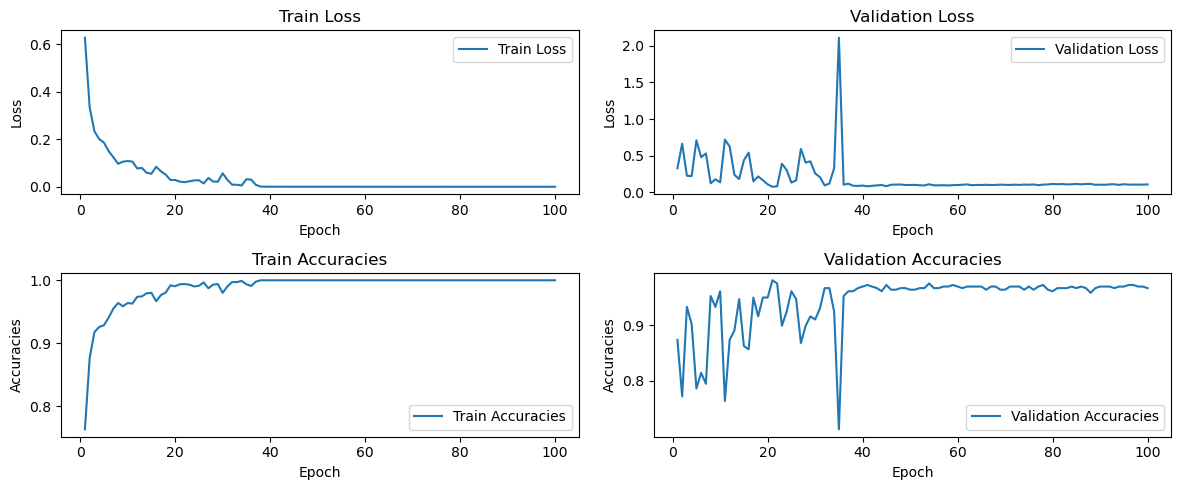 Train Loss
Loss
0.6
0.4
0.2
0.0
Train Loss
0 20 40 60 80 100
Epoch
Validation Loss
Loss
2.0
1.5
1.0
0.5
0.0
Validation Loss
0 20 40 60 80 100
Epoch
Train Accuracies
Accuracies
1.0
0.9
0.8
Train Accuracies
0 20 40 60 80 100
Epoch
Validation Accuracies
Accuracies
0.9
0.8
Validation Accuracies
0 20 40 60 80 100
Epoch